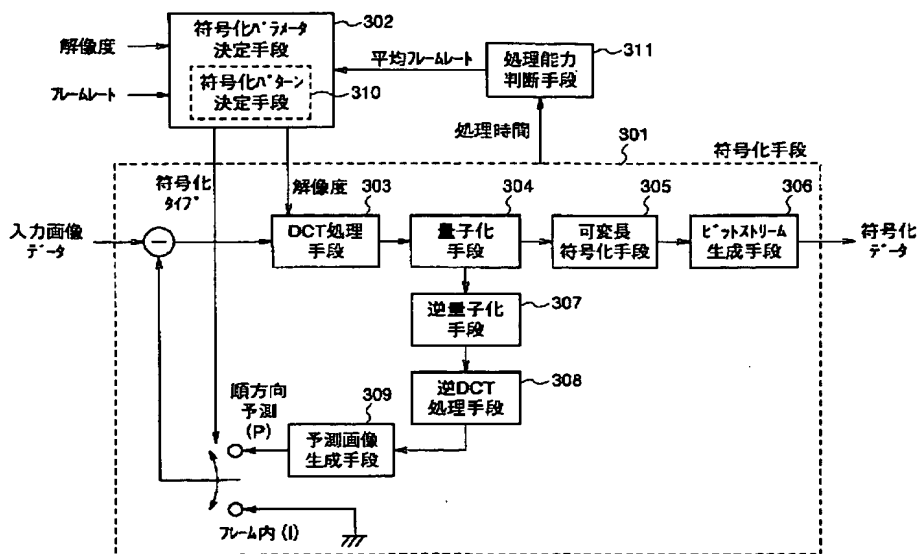 符号化パラメータ
決定手段
302
解像度
フレームレート
符号化パターン
決定手段
310
平均フレームレート
処理能力
判断手段
311
処理時間
301
符号化手段
符号化
タイプ
解像度
303
304
305
306
入力画像
データ
−
DCT処理
手段
量子化
手段
可変長
符号化手段
ビットストリーム
生成手段
符号化
データ
逆量子化
手段
307
逆DCT
処理手段
308
順方向
予測
(P)
309
予測画像
生成手段
フレーム内 (I)